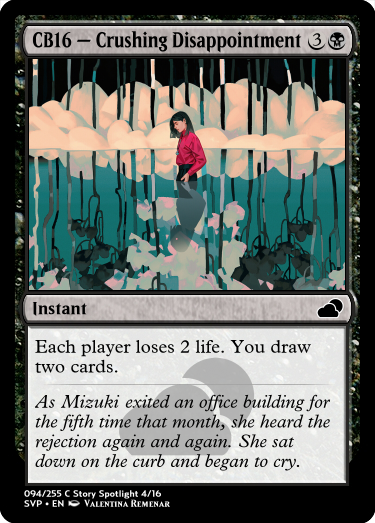 CB16 — Crushing Disappointment 3
Instant
Each player loses 2 life. You draw
two cards.
As Mizuki exited an office building for
the fifth time that month, she heard the
rejection again and again. She sat
down on the curb and began to cry.
094/255 C Story Spotlight 4/16
SVP • EN Valentina Remenar